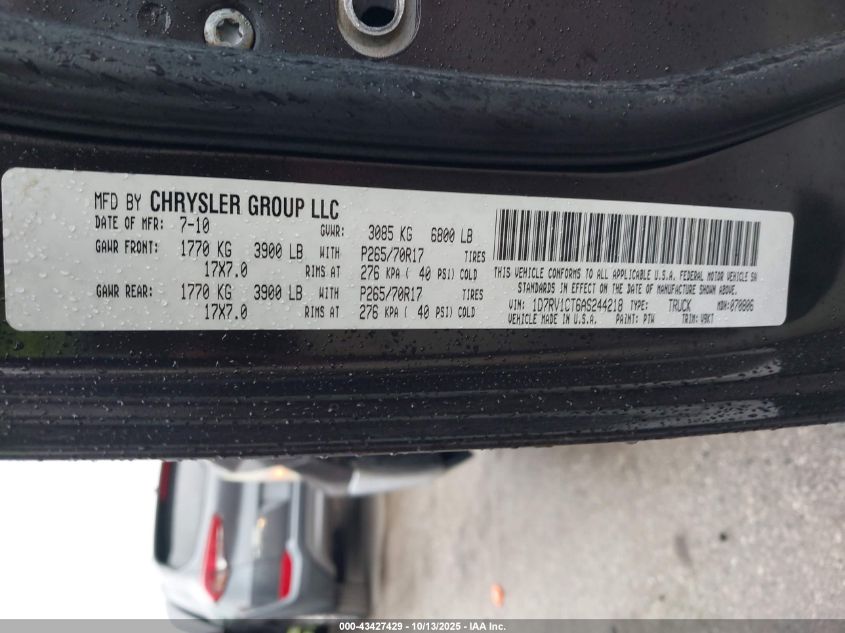 MFD BY CHRYSLER GROUP LLC
DATE OF MFR: 7-10 GVWR: 3085 KG 6800 LB
GAWR FRONT: 1770 KG 3900 LB WITH P265/70R17 TIRES
17X7.0 RIMS AT 276 KPA ( 40 PSI) COLD
GAWR REAR: 1770 KG 3900 LB WITH P265/70R17 TIRES
17X7.0 RIMS AT 276 KPA ( 40 PSI) COLD
THIS VEHICLE CONFORMS TO ALL APPLICABLE U.S.A. FEDERAL MOTOR VEHICLE
STANDARDS IN EFFECT ON THE DATE OF MANUFACTURE SHOWN ABOVE.
VIN: 1D7RV1CT6AS244218 TYPE: TRUCK MDH: 070806
VEHICLE MADE IN U.S.A. PAINT: PTW TRIM: V9KT
000-43427429 • 10/13/2025 - IAA Inc.